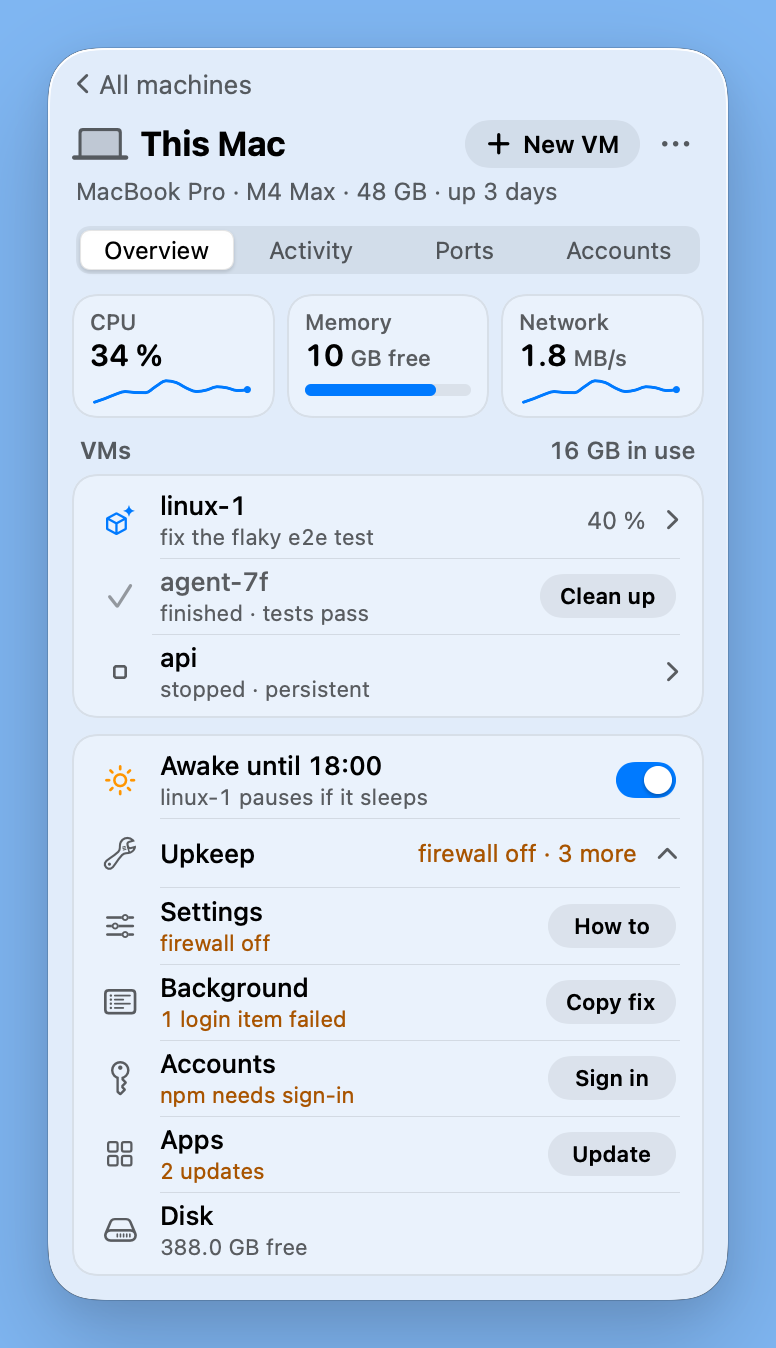 All machines
This Mac
New VM
MacBook Pro · M4 Max · 48 GB · up 3 days
Overview
Activity
Ports
Accounts
CPU
34 %
Memory
10 GB free
Network
1.8 MB/s
VMs
16 GB in use
linux-1
fix the flaky e2e test
40 %
agent-7f
finished · tests pass
Clean up
api
stopped · persistent
Awake until 18:00
linux-1 pauses if it sleeps
Upkeep
firewall off · 3 more
Settings
firewall off
How to
Background
1 login item failed
Copy fix
Accounts
npm needs sign-in
Sign in
Apps
2 updates
Update
Disk
388.0 GB free